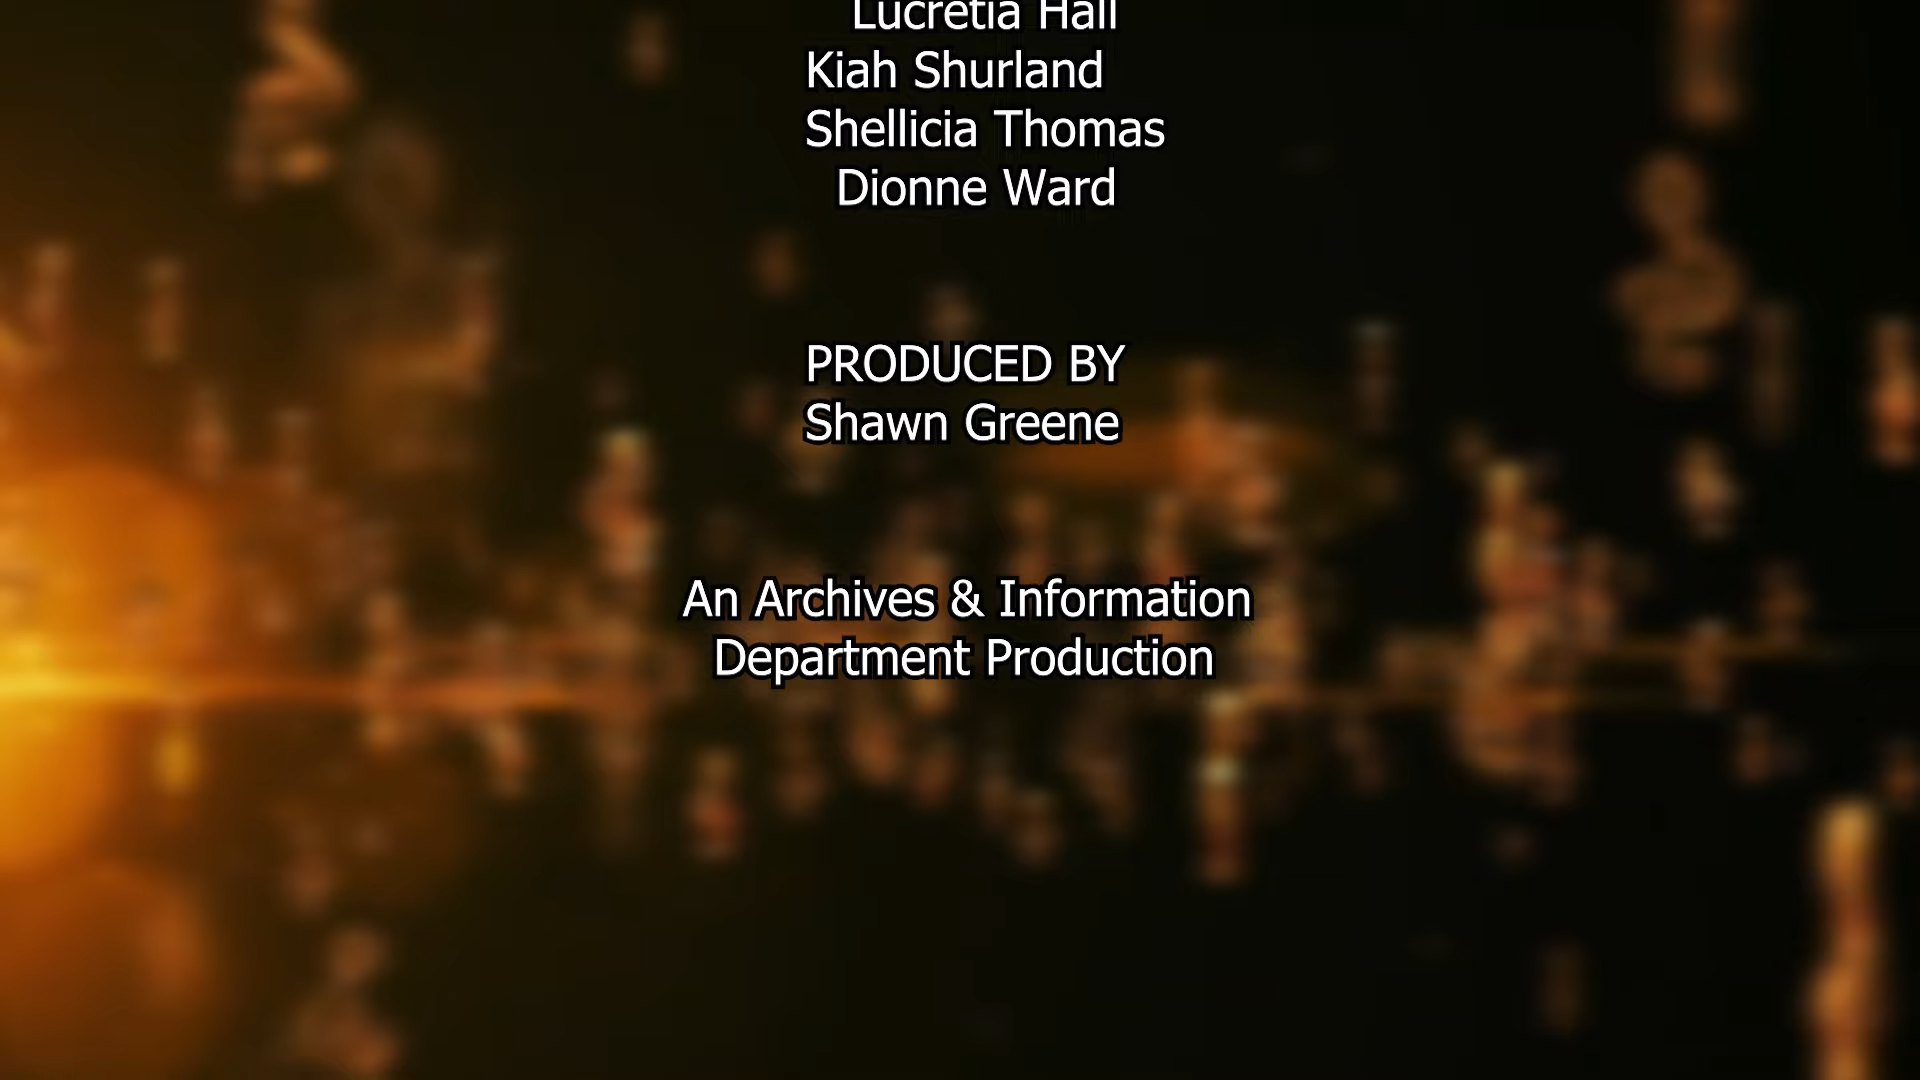 Lucretia Hall
Kiah Shurland
Shellicia Thomas
Dionne Ward
PRODUCED BY
Shawn Greene
An Archives & Information
Department Production